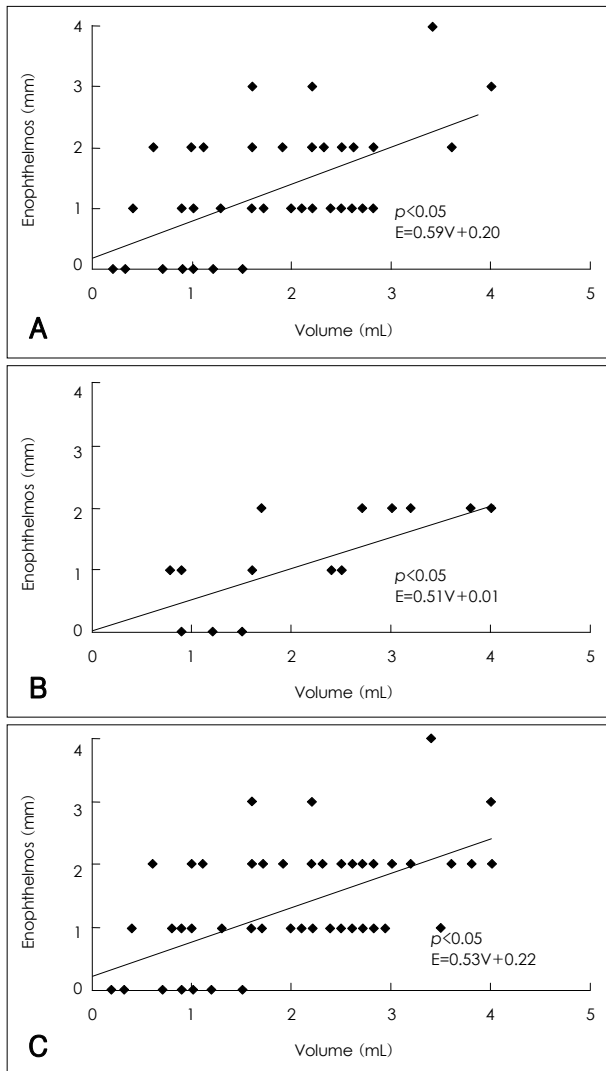 4
3
2
1
0
Enophthelmos (mm)
p<0.05
E=0.59V+0.20
0 1 2 3 4 5
Volume (mL)
A
4
3
2
1
0
Enophthelmos (mm)
p<0.05
E=0.51V+0.01
0 1 2 3 4 5
Volume (mL)
B
4
3
2
1
0
Enophthelmos (mm)
p<0.05
E=0.53V+0.22
0 1 2 3 4 5
Volume (mL)
C